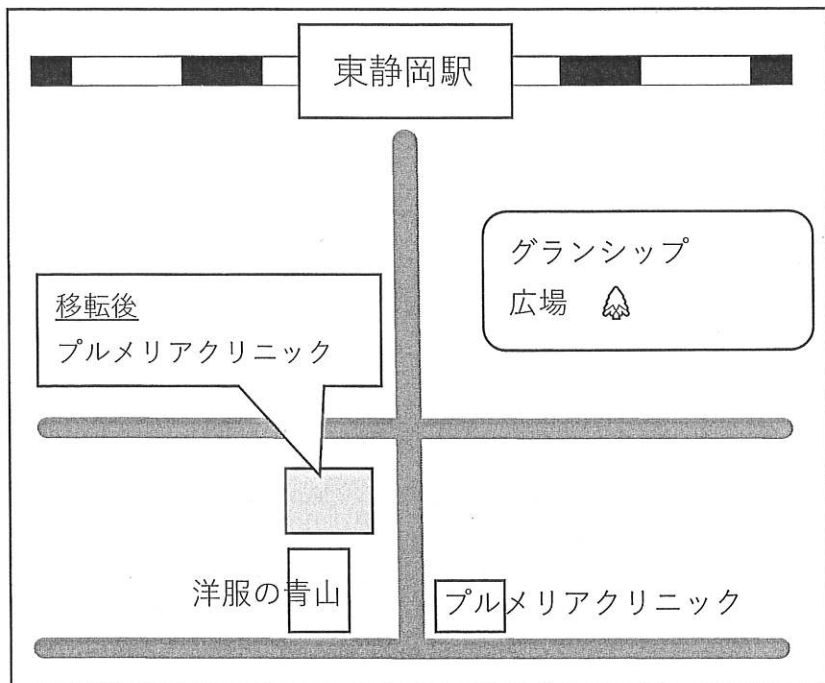 東静岡駅
グランシップ
広場
移転後
プルメリアクリニック
洋服の青山
プルメリアクリニック